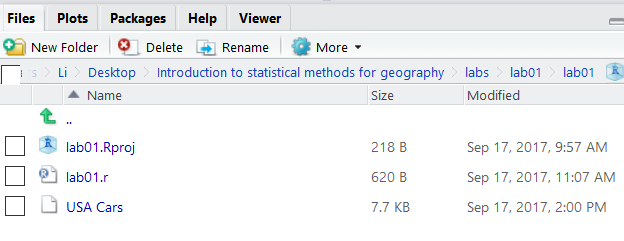 Files Plots Packages Help Viewer
New Folder Delete Rename More
s Li Desktop Introduction to statistical methods for geography labs lab01 lab01
Name Size Modified
..
lab01.Rproj 218 B Sep 17, 2017, 9:57 AM
lab01.r 620 B Sep 17, 2017, 11:07 AM
USA Cars 7.7 KB Sep 17, 2017, 2:00 PM